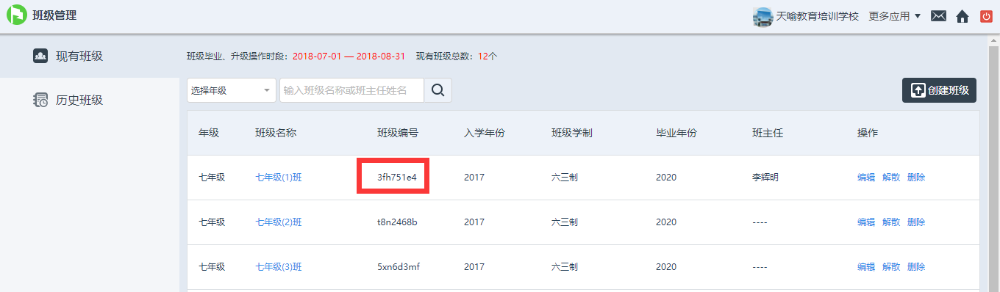 班级管理 天喻教育培训学校 更多应用
现有班级
历史班级
班级毕业、升级操作时段：2018-07-01 — 2018-08-31 现有班级总数：12个
选择年级 输入班级名称或班主任姓名 创建班级
年级 班级名称 班级编号 入学年份 班级学制 毕业年份 班主任 操作
七年级 七年级(1)班 3fh751e4 2017 六三制 2020 李辉明 编辑 解散 删除
七年级 七年级(2)班 t8n2468b 2017 六三制 2020 ---- 编辑 解散 删除
七年级 七年级(3)班 5xn6d3mf 2017 六三制 2020 ---- 编辑 解散 删除